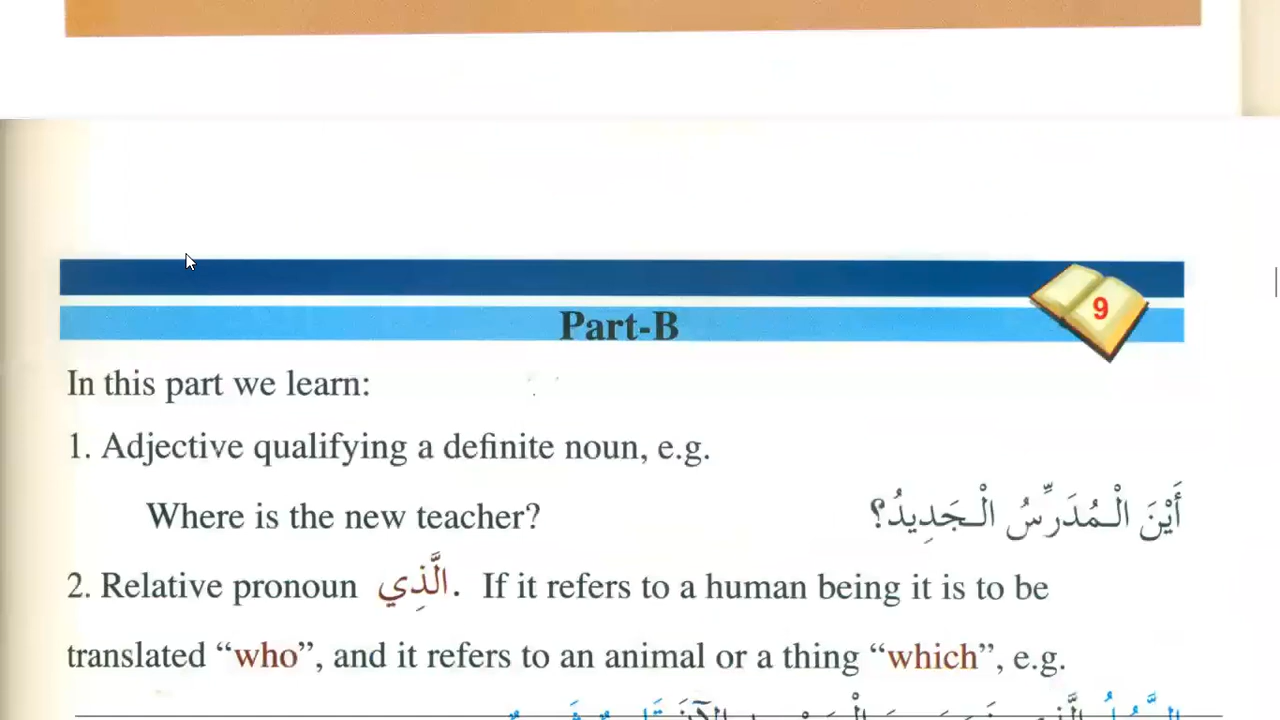 9
Part-B
In this part we learn:
1. Adjective qualifying a definite noun, e.g.
Where is the new teacher? أَيْنَ الْمُدَرِّسُ الْجَدِيدُ؟
2. Relative pronoun الَّذِي. If it refers to a human being it is to be
translated “who”, and it refers to an animal or a thing “which”, e.g.